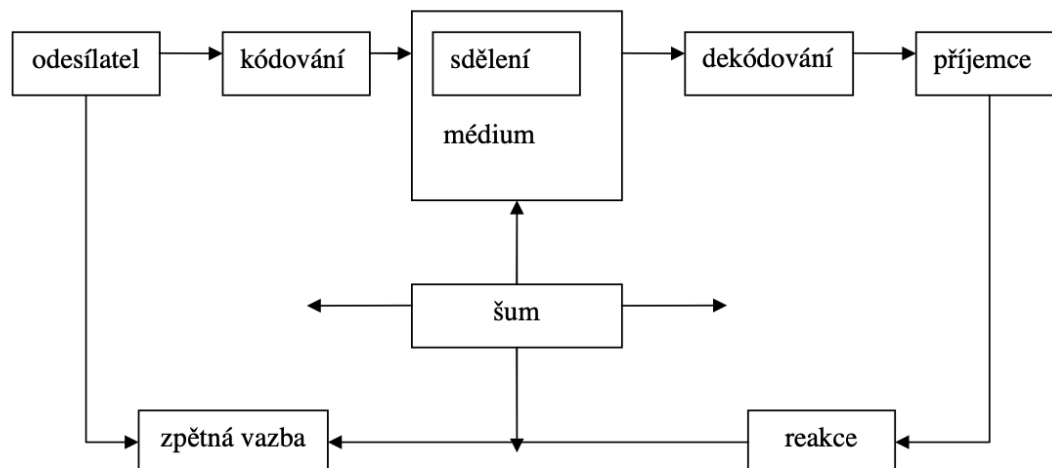 odesílatel
kódování
sdělení
dekódování
příjemce
médium
šum
zpětná vazba
reakce